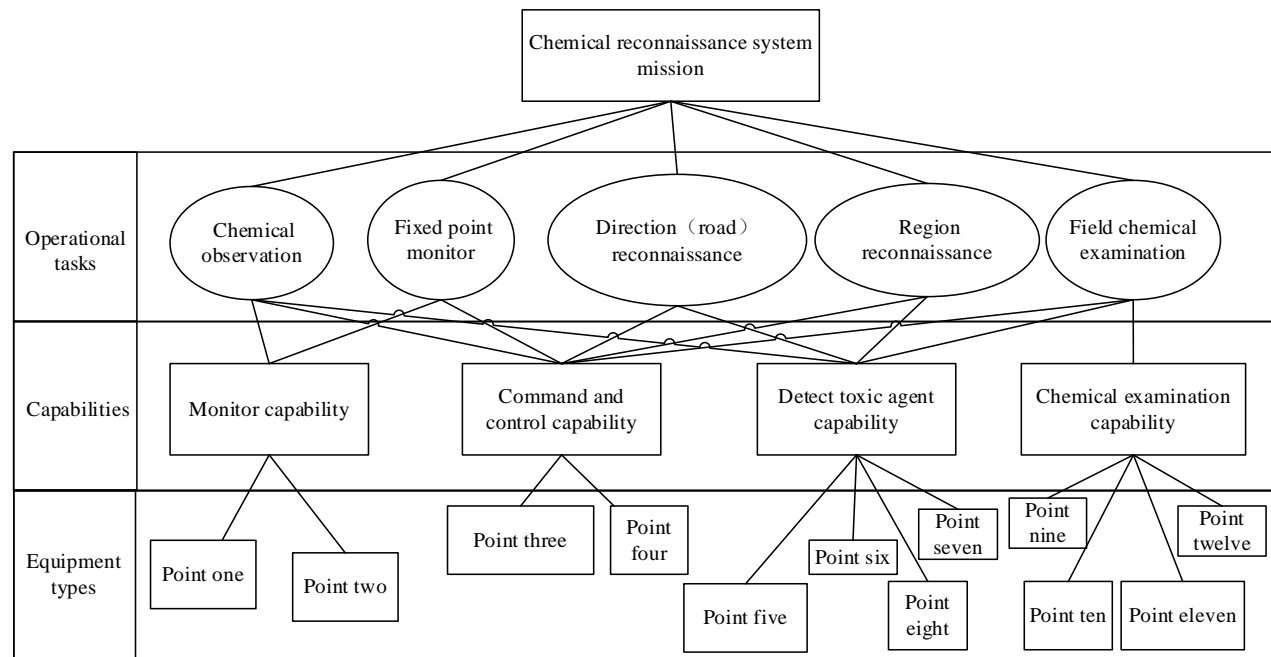 Chemical reconnaissance system
mission
Operational
tasks
Chemical
observation
Fixed point
monitor
Direction（road）
reconnaissance
Region
reconnaissance
Field chemical
examination
Capabilities
Monitor capability
Command and
control capability
Detect toxic agent
capability
Chemical examination
capability
Equipment
types
Point one
Point two
Point three
Point
four
Point five
Point six
Point
seven
Point
eight
Point
nine
Point ten
Point eleven
Point
twelve